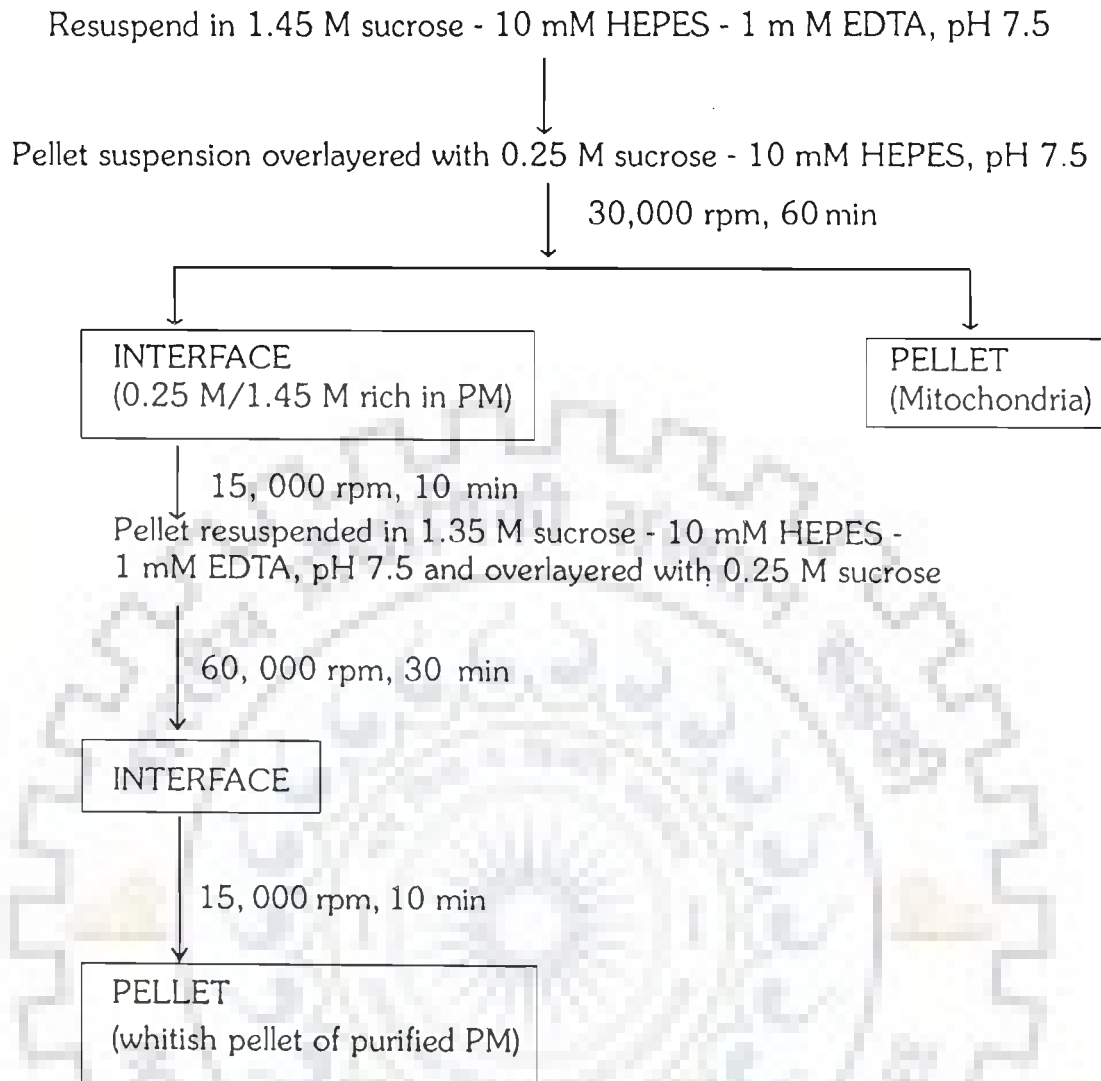 Resuspend in 1.45 M sucrose - 10 mM HEPES - 1 m M EDTA, pH 7.5
Pellet suspension overlayered with 0.25 M sucrose - 10 mM HEPES, pH 7.5
30,000 rpm, 60 min
INTERFACE
(0.25 M/1.45 M rich in PM)
PELLET
(Mitochondria)
15, 000 rpm, 10 min
Pellet resuspended in 1.35 M sucrose - 10 mM HEPES -
1 mM EDTA, pH 7.5 and overlayered with 0.25 M sucrose
60, 000 rpm, 30 min
INTERFACE
15, 000 rpm, 10 min
PELLET
(whitish pellet of purified PM)